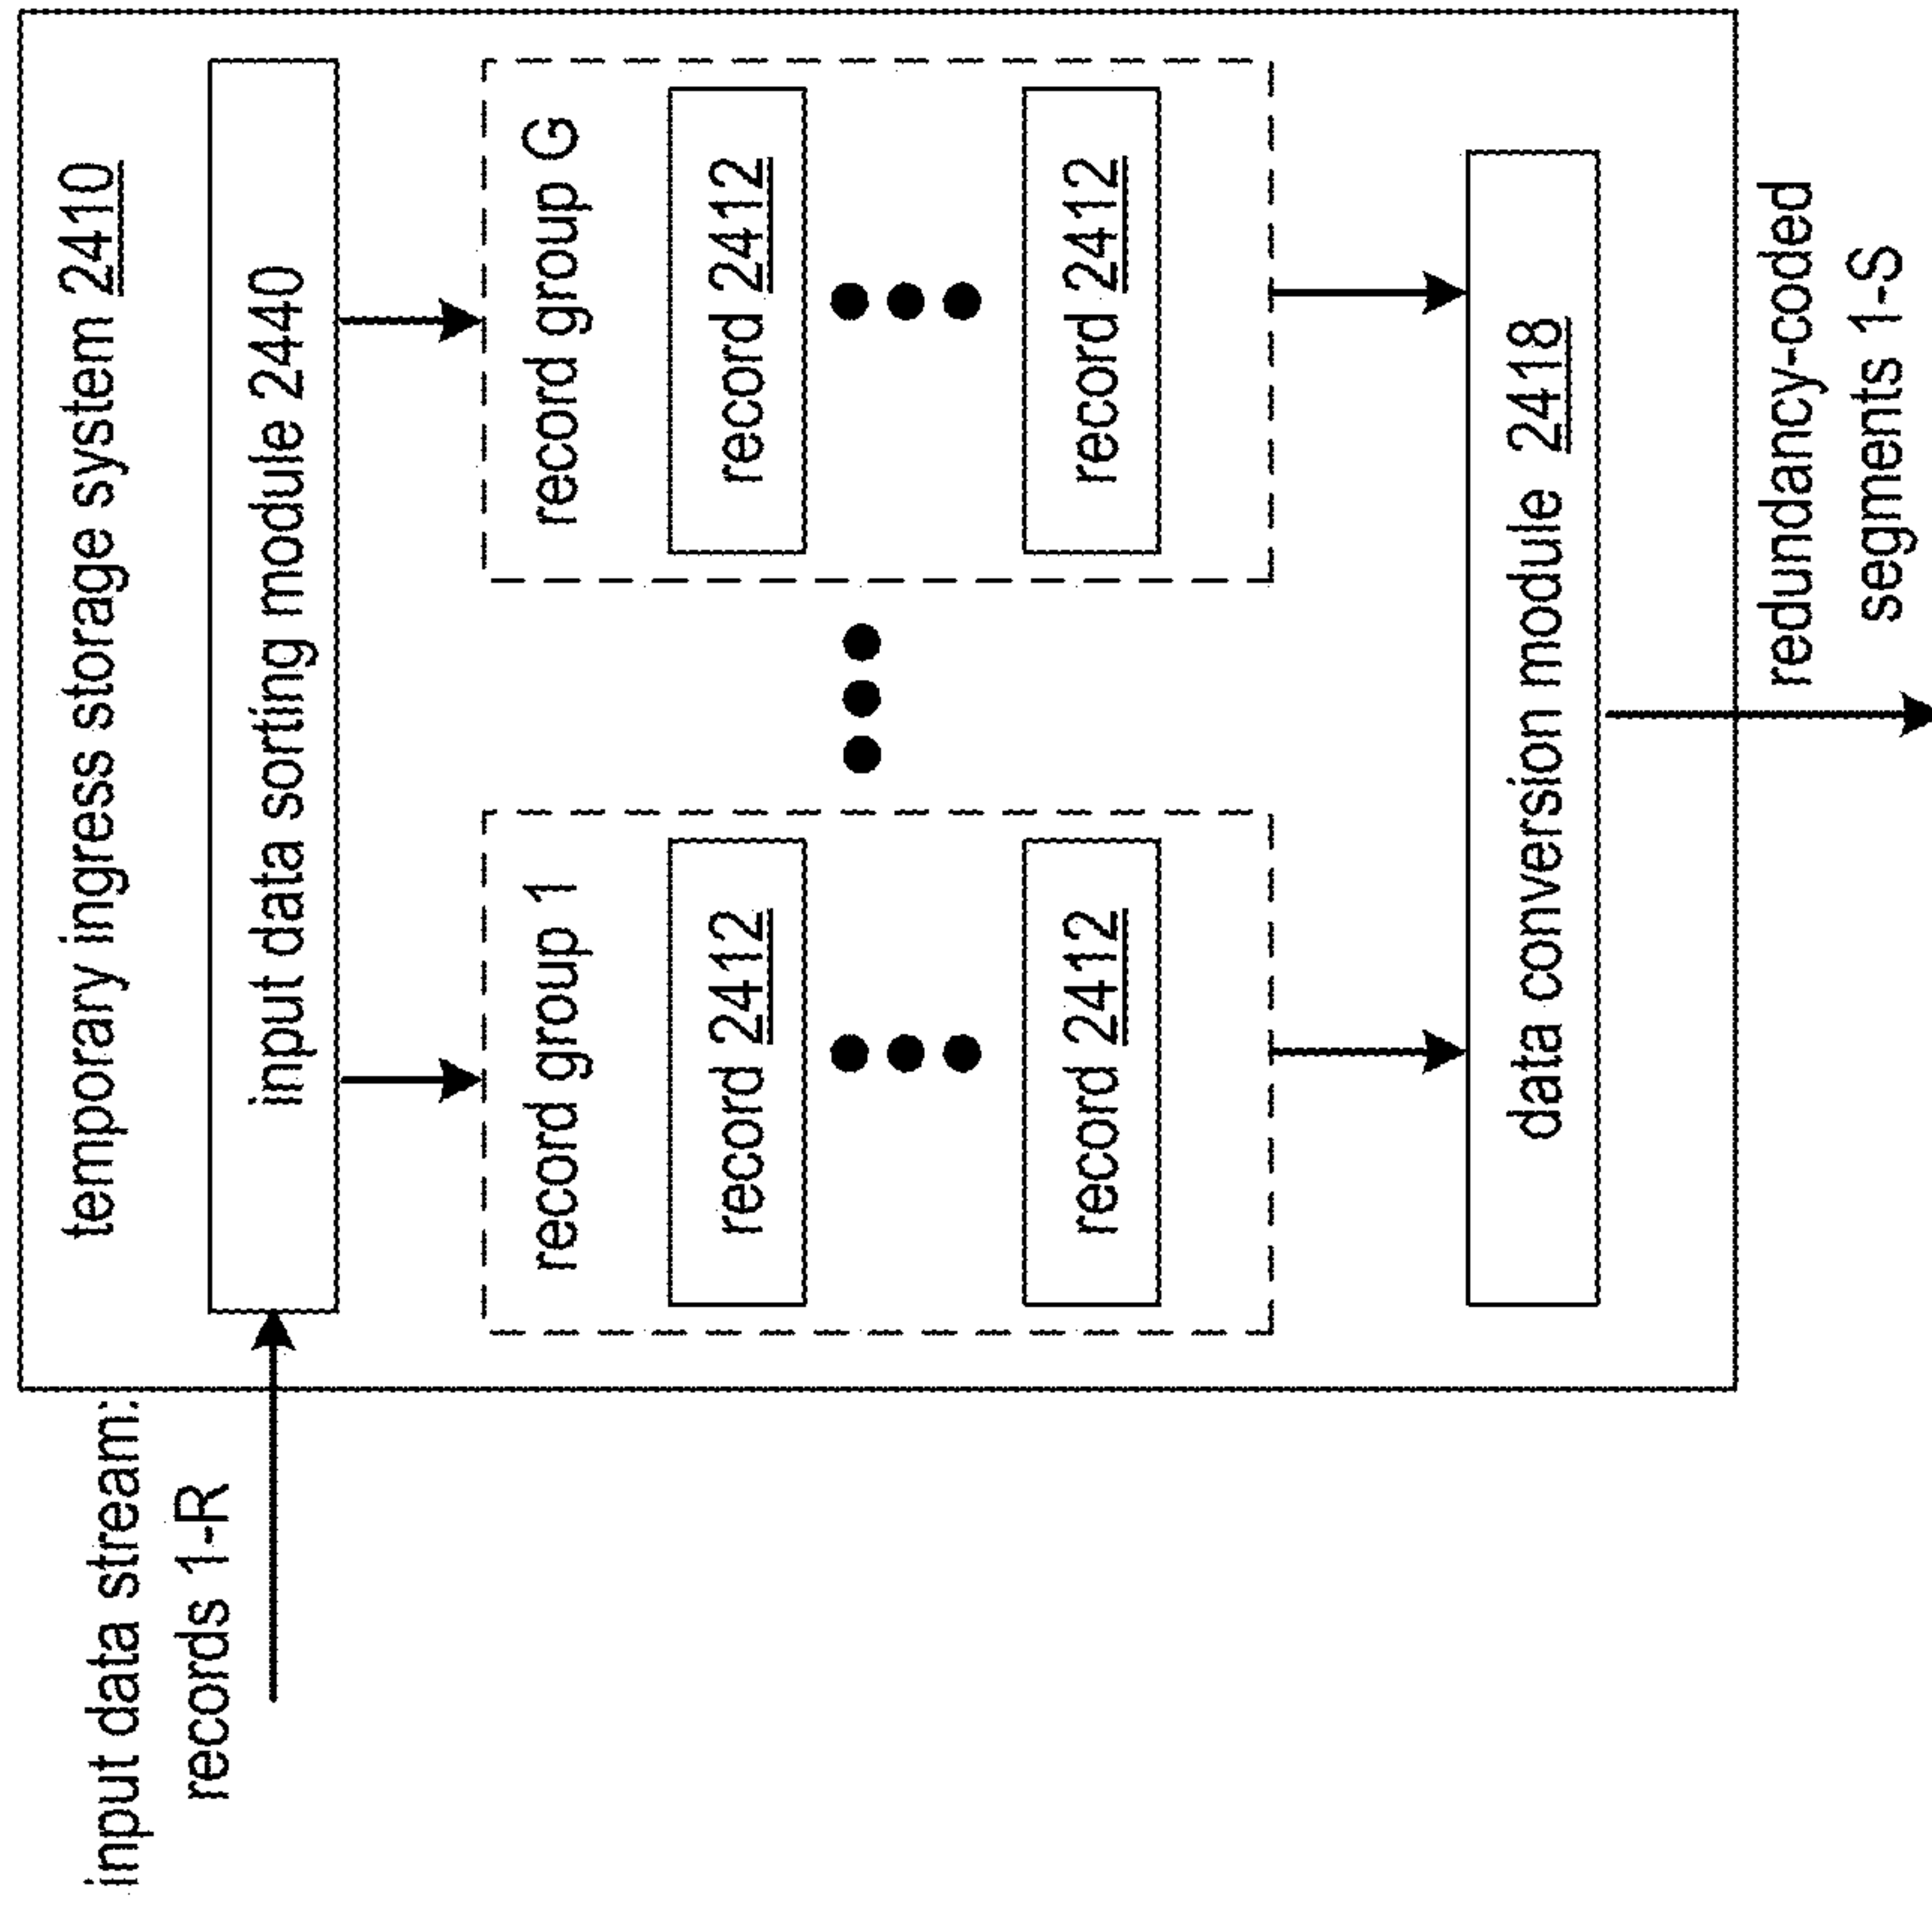 input data stream:
records 1-R
temporary ingress storage system 2410
input data sorting module 2440
record group 1
record 2412
record 2412
record group G
record 2412
record 2412
data conversion module 2418
redundancy-coded
segments 1-S